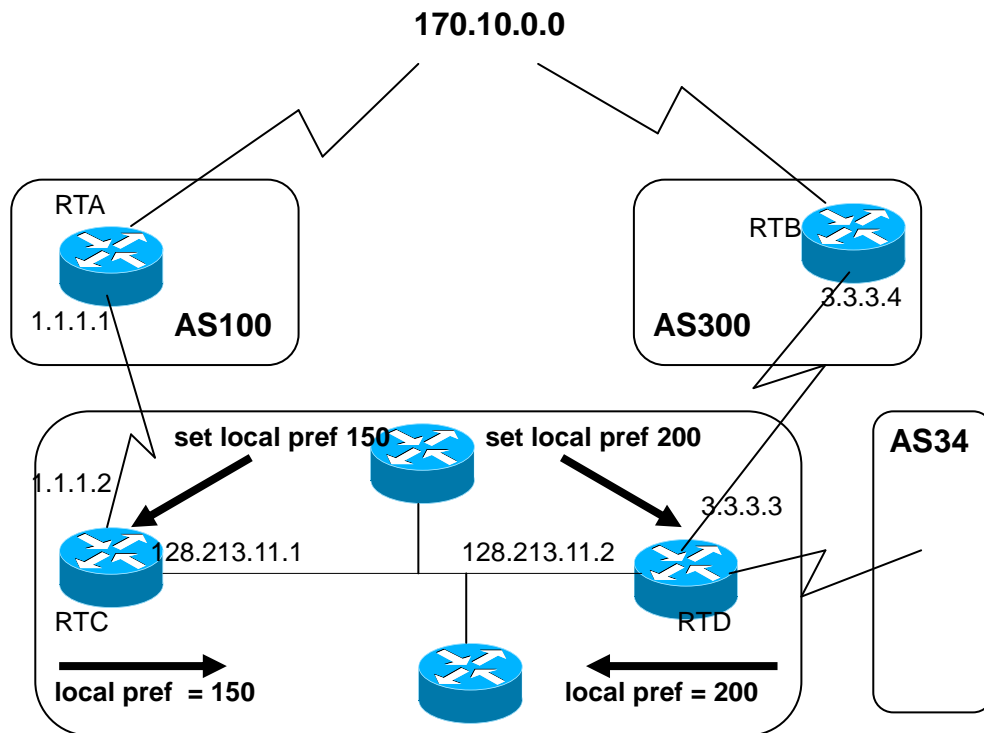 170.10.0.0
RTA
RTB
1.1.1.1
3.3.3.4
AS100
AS300
set local pref 150
set local pref 200
AS34
1.1.1.2
3.3.3.3
128.213.11.1
128.213.11.2
RTC
RTD
local pref = 150
local pref = 200